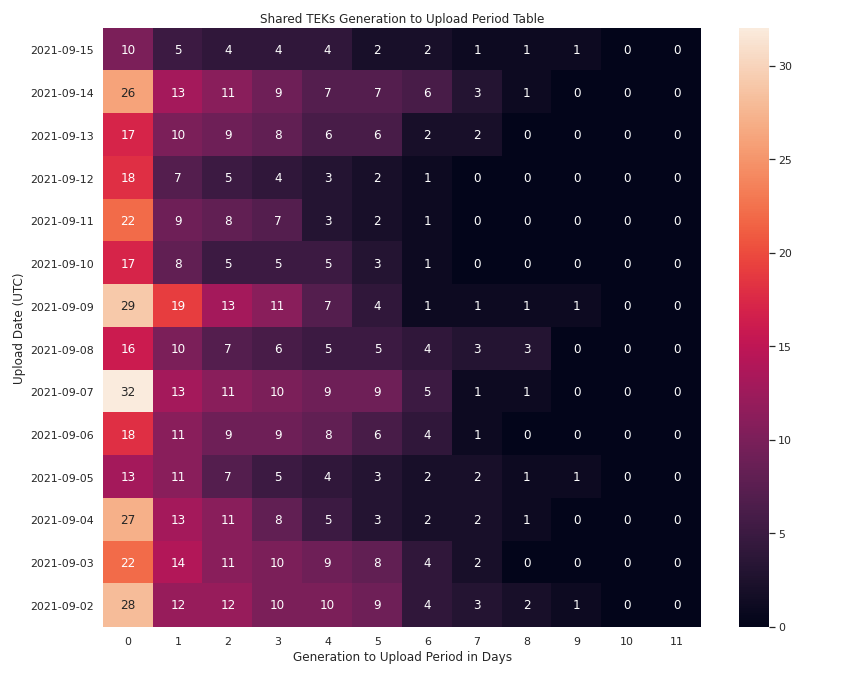 Shared TEKs Generation to Upload Period Table
Upload Date (UTC)
2021-09-15 10 5 4 4 4 2 2 1 1 1 0 0
2021-09-14 26 13 11 9 7 7 6 3 1 0 0 0
2021-09-13 17 10 9 8 6 6 2 2 0 0 0 0
2021-09-12 18 7 5 4 3 2 1 0 0 0 0 0
2021-09-11 22 9 8 7 3 2 1 0 0 0 0 0
2021-09-10 17 8 5 5 5 3 1 0 0 0 0 0
2021-09-09 29 19 13 11 7 4 1 1 1 1 0 0
2021-09-08 16 10 7 6 5 5 4 3 3 0 0 0
2021-09-07 32 13 11 10 9 9 5 1 1 0 0 0
2021-09-06 18 11 9 9 8 6 4 1 0 0 0 0
2021-09-05 13 11 7 5 4 3 2 2 1 1 0 0
2021-09-04 27 13 11 8 5 3 2 2 1 0 0 0
2021-09-03 22 14 11 10 9 8 4 2 0 0 0 0
2021-09-02 28 12 12 10 10 9 4 3 2 1 0 0
0 1 2 3 4 5 6 7 8 9 10 11
Generation to Upload Period in Days
30
25
20
15
10
5
0